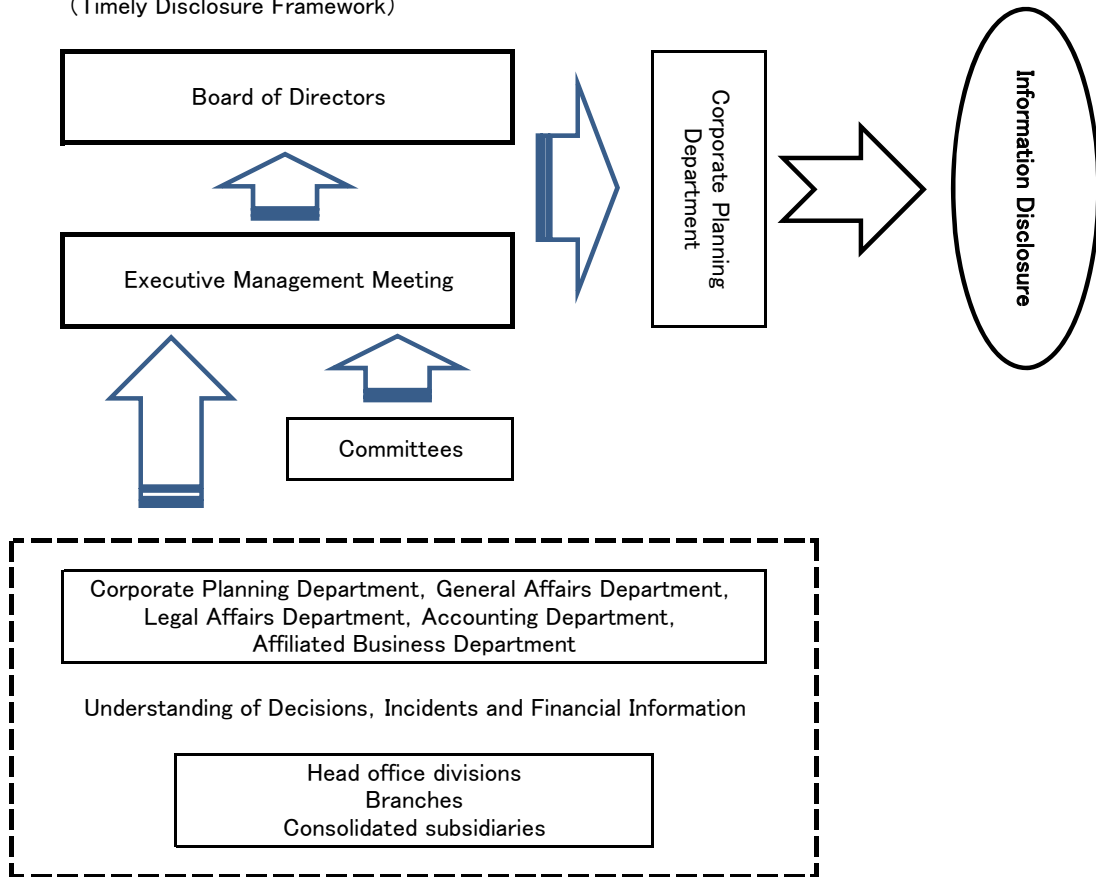 （Timely Disclosure Framework）
Board of Directors
Executive Management Meeting
Committees
Corporate Planning
Department
Information Disclosure
Corporate Planning Department, General Affairs Department,
Legal Affairs Department, Accounting Department,
Affiliated Business Department
Understanding of Decisions, Incidents and Financial Information
Head office divisions
Branches
Consolidated subsidiaries